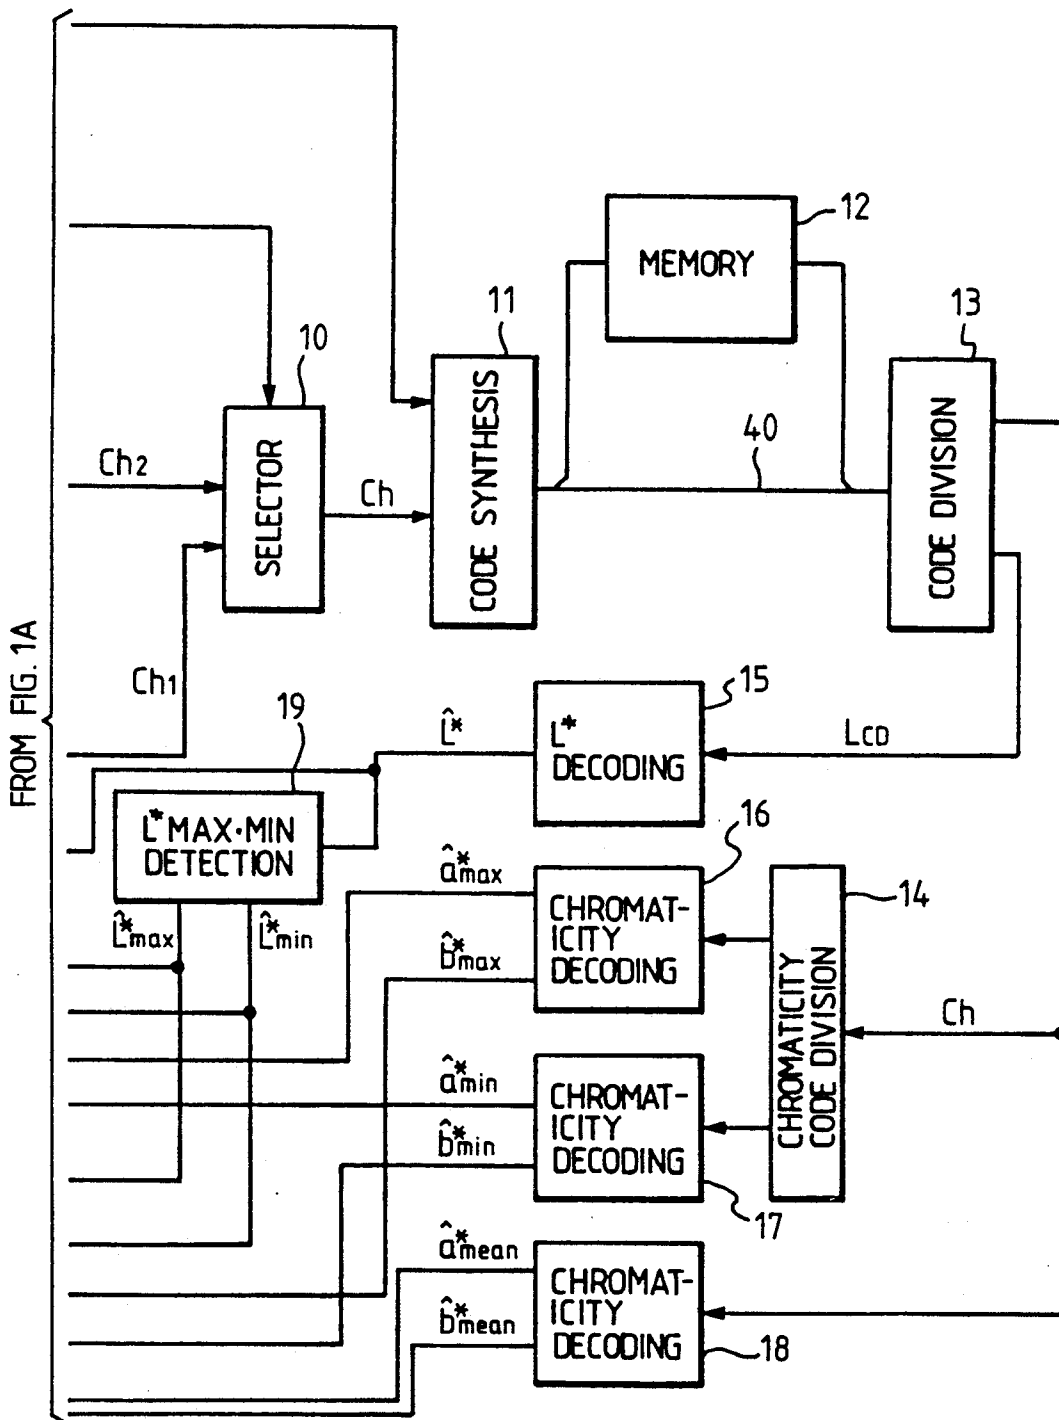 FROM FIG. 1A
12
MEMORY
11
CODE SYNTHESIS
13
CODE DIVISION
10
SELECTOR
Ch2
Ch
40
Ch1
19
L* MAX·MIN
DETECTION
L̂*
15
L*
DECODING
LCD
L̂*max
L̂*min
16
â*max
CHROMAT-
ICITY
DECODING
b̂*max
14
CHROMATICITY
CODE DIVISION
Ch
â*min
CHROMAT-
ICITY
DECODING
b̂*min
17
â*mean
CHROMAT-
ICITY
DECODING
b̂*mean
18